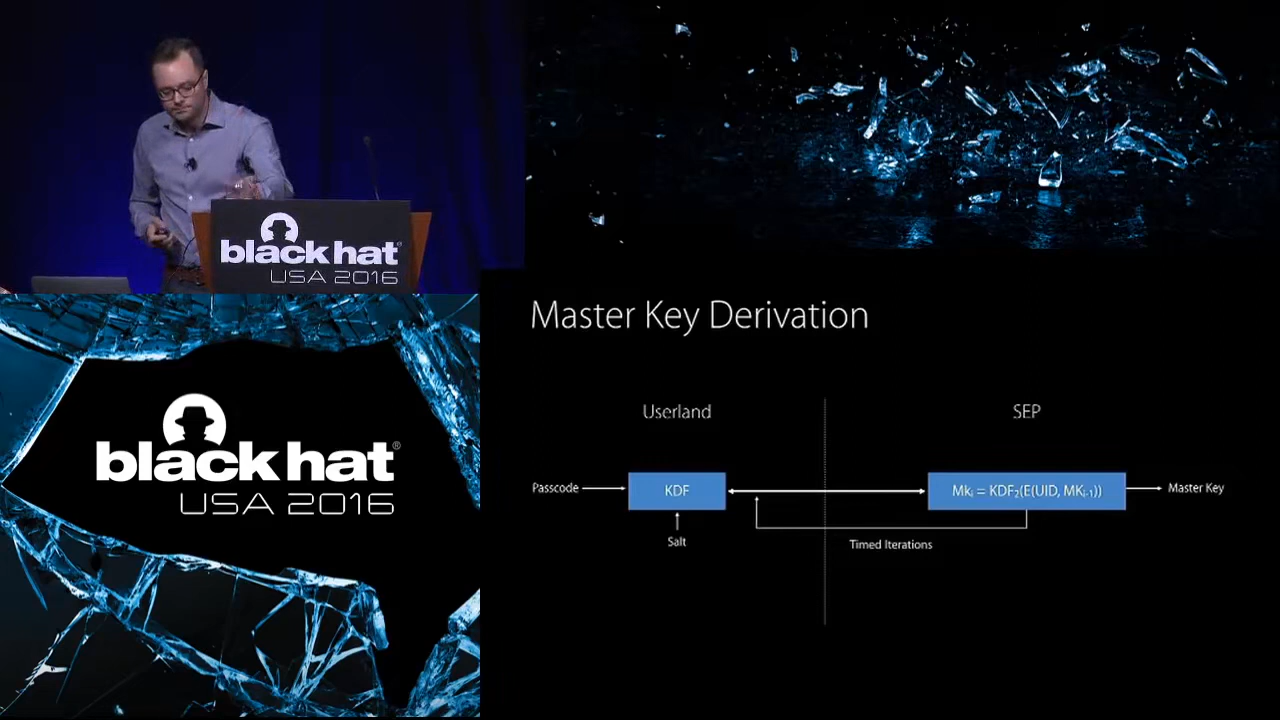 black hat®
USA 2016
black hat®
USA 2016
Master Key Derivation
Userland
SEP
Passcode
KDF
Mkᵢ = KDF₂(E(UID, MKᵢ₋₁))
Master Key
Salt
Timed Iterations